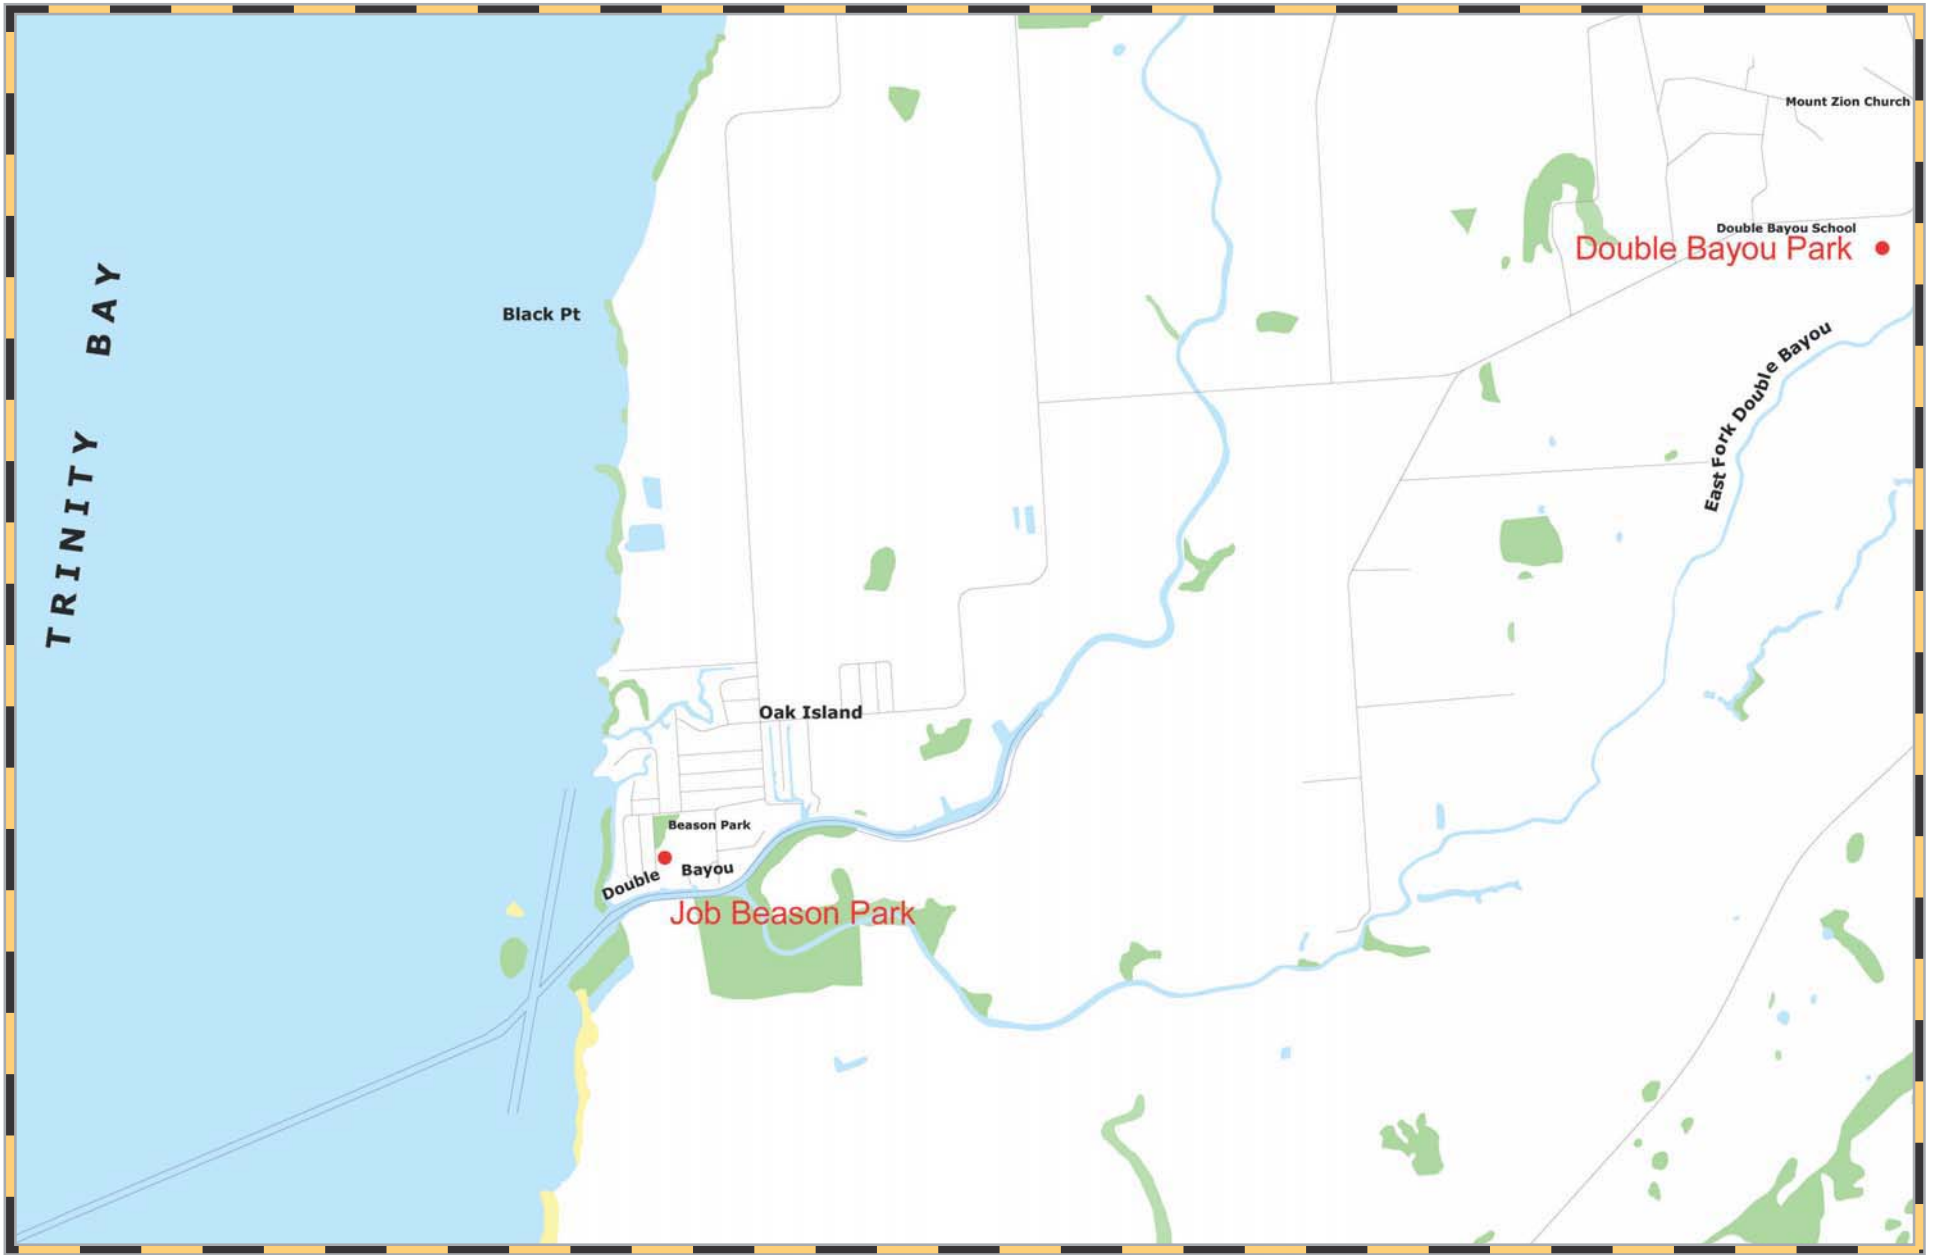 Mount Zion Church
Double Bayou School
Double Bayou Park
TRINITY BAY
Black Pt
East Fork Double Bayou
Oak Island
Beason Park
Double Bayou
Job Beason Park